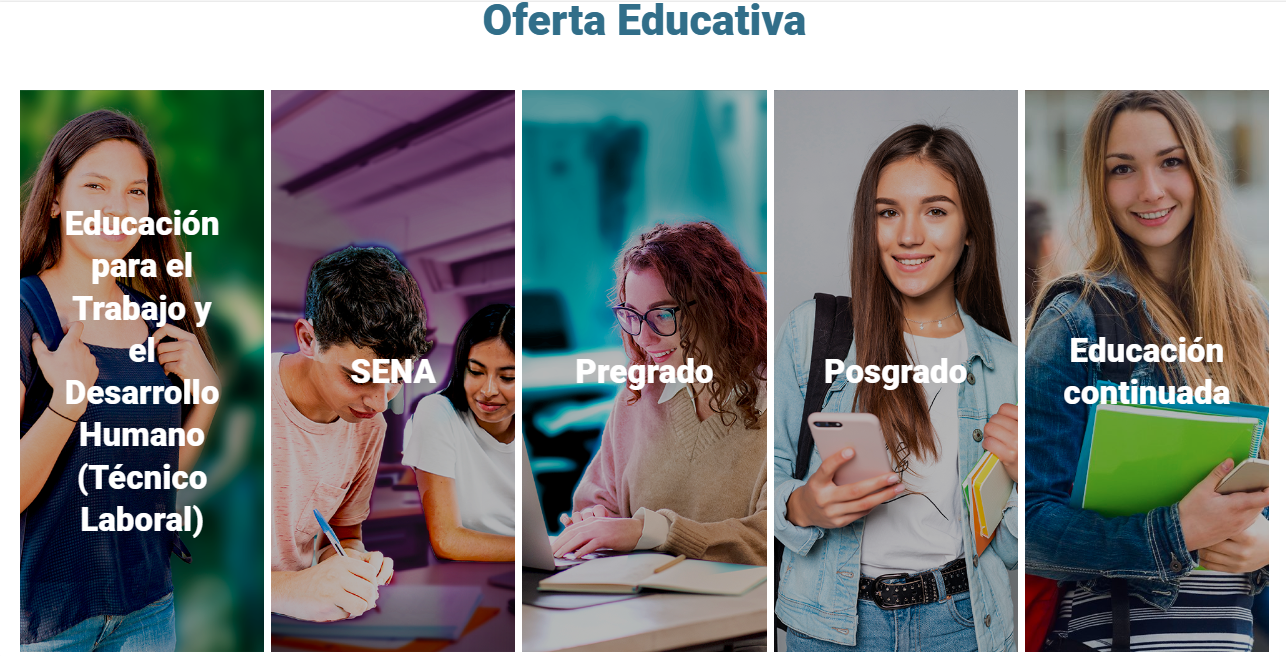 Oferta Educativa
Educación
para el
Trabajo y
el
Desarrollo
Humano
(Técnico
Laboral)
SENA
Pregrado
Posgrado
Educación
continuada